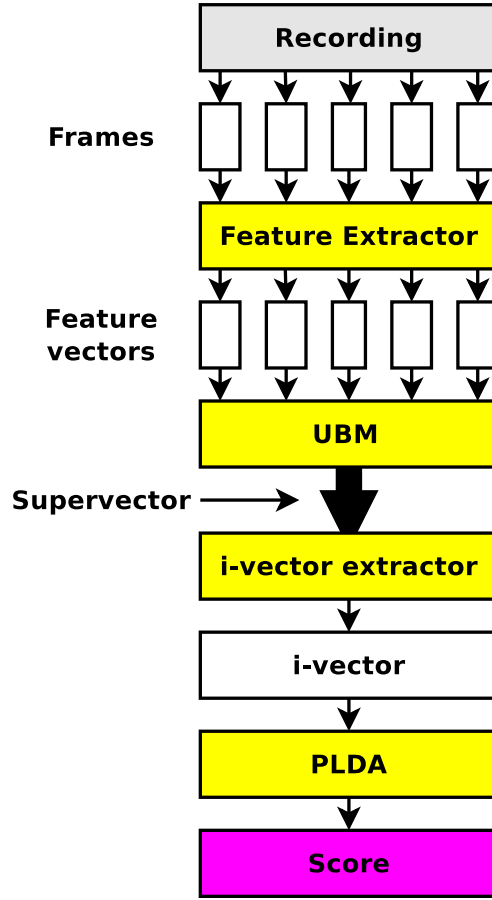 Recording
Frames
Feature Extractor
Feature
vectors
UBM
Supervector
i-vector extractor
i-vector
PLDA
Score